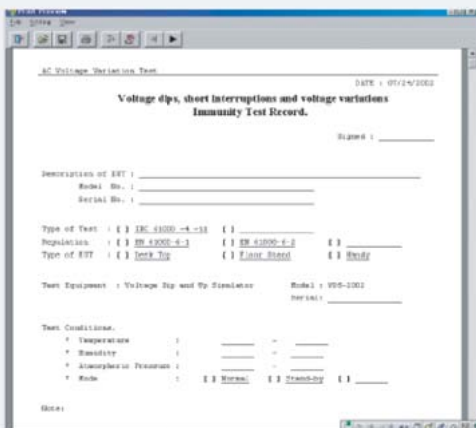 Print Preview
AC Voltage Variation Test
DATE : 07/24/2002
Voltage dips, short interruptions and voltage variations
Immunity Test Record.
Signed :
Description of EUT :
Model No. :
Serial No. :
Type of Test : [ ] IEC 61000 -4 -11 [ ]
Regulation : [ ] EN 61000-6-1 [ ] EN 61000-6-2 [ ]
Type of EUT : [ ] Desk Top [ ] Floor Stand [ ] Handy
Test Equipment : Voltage Dip and Up Simulator Model : VDS-2002
Serial:
Test Conditions.
* Temperature : -
* Humidity : -
* Atmospheric Pressure : -
* Mode : [ ] Normal [ ] Stand-by [ ]
Note: